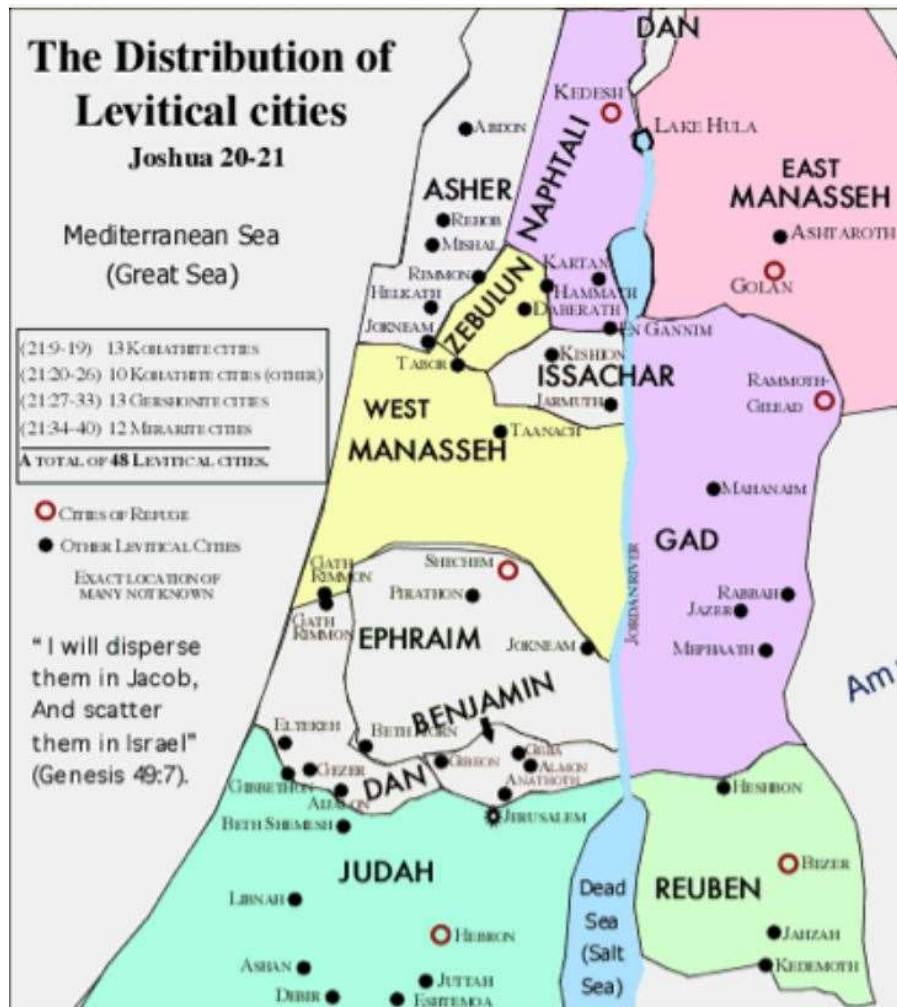 The Distribution of
Levitical cities
Joshua 20-21
Mediterranean Sea
(Great Sea)
(21:9-19) 13 KOHATHITE CITIES
(21:20-26) 10 KOHATHITE CITIES (OTHER)
(21:27-33) 13 GERSHONITE CITIES
(21:34-40) 12 MERARITE CITIES
A TOTAL OF 48 LEVITICAL CITIES.
CITIES OF REFUGE
OTHER LEVITICAL CITIES
EXACT LOCATION OF
MANY NOT KNOWN
" I will disperse
them in Jacob,
And scatter
them in Israel"
(Genesis 49:7).
DAN
KEDESH
LAKE HULA
ABDON
NAPHTALI
EAST
MANASSEH
ASHER
REHOB
MISHAL
ASHTAROTH
RIMMON
KARTAN
GOLAN
HELKATH
HAMMATH
ZEBULUN
DABERATH
JOKNEAM
EN GANNIM
TABOR
KISHION
ISSACHAR
RAMMOTH-
GILEAD
JARMUTH
WEST
MANASSEH
TAANACH
MAHANAIM
GAD
SHECHEM
GATH
RIMMON
PIRATHON
RABBAH
JAZER
GATH
RIMMON
EPHRAIM
JORDAN RIVER
JOKNEAM
MEPHAATH
Am
BENJAMIN
ELTEKEH
BETH HORN
GEBA
GIBEON
ALMON
GEZER
DAN
ANATHOTH
GIBBETHON
HESHBON
BETH SHEMESH
JERUSALEM
JUDAH
BEZER
REUBEN
Dead
Sea
(Salt
Sea)
LIBNAH
HEBRON
JAHZAH
ASHAN
KEDEMOTH
JUTTAH
DEBIR
ESHTEMOA